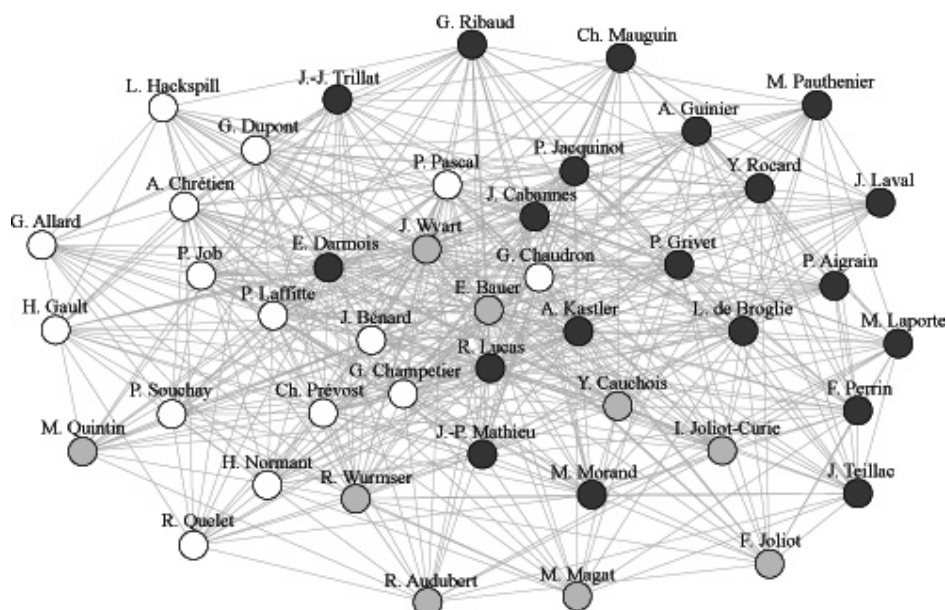 G. Ribaud
Ch. Mauguin
J.-J. Trillat
M. Pauthenier
L. Hackspill
A. Guinier
G. Dupont
P. Jacquinot
P. Pascal
Y. Rocard
A. Chrétien
J. Cabannes
J. Laval
G. Allard
J. Wyart
E. Darmois
P. Grivet
P. Job
G. Chaudron
P. Aigrain
E. Bauer
P. Laffitte
H. Gault
A. Kastler
L. de Broglie
J. Bénard
M. Laporte
R. Lucas
G. Champetier
Y. Cauchois
P. Souchay
Ch. Prévost
F. Perrin
M. Quintin
J.-P. Mathieu
I. Joliot-Curie
H. Normant
R. Wurmser
M. Morand
J. Teillac
R. Quelet
F. Joliot
R. Audubert
M. Magat